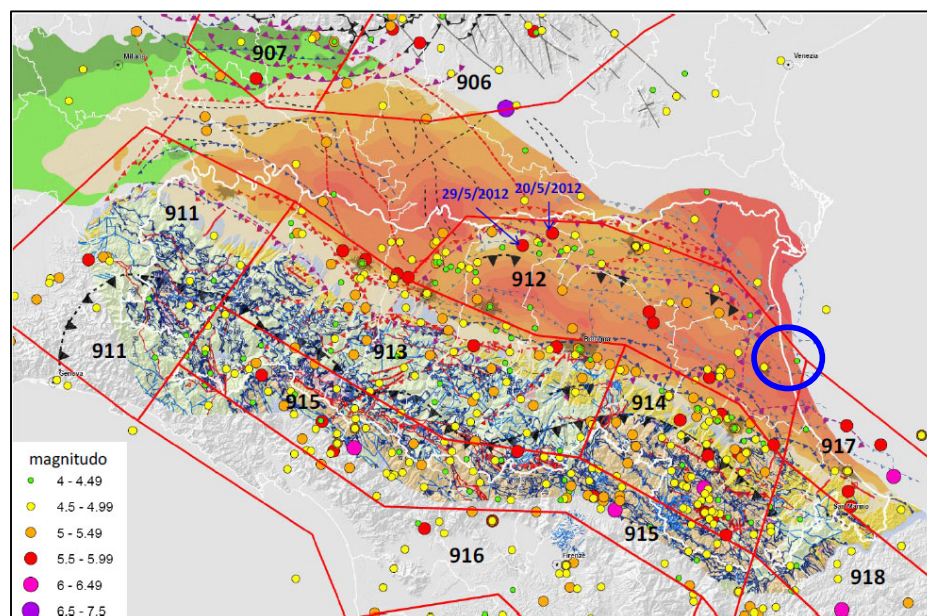 907
Milano
906
Venezia
29/5/2012
20/5/2012
911
912
Bologna
913
911
Genova
915
914
917
San Marino
915
916
Firenze
918
magnitudo
4 - 4.49
4.5 - 4.99
5 - 5.49
5.5 - 5.99
6 - 6.49
6.5 - 7.5